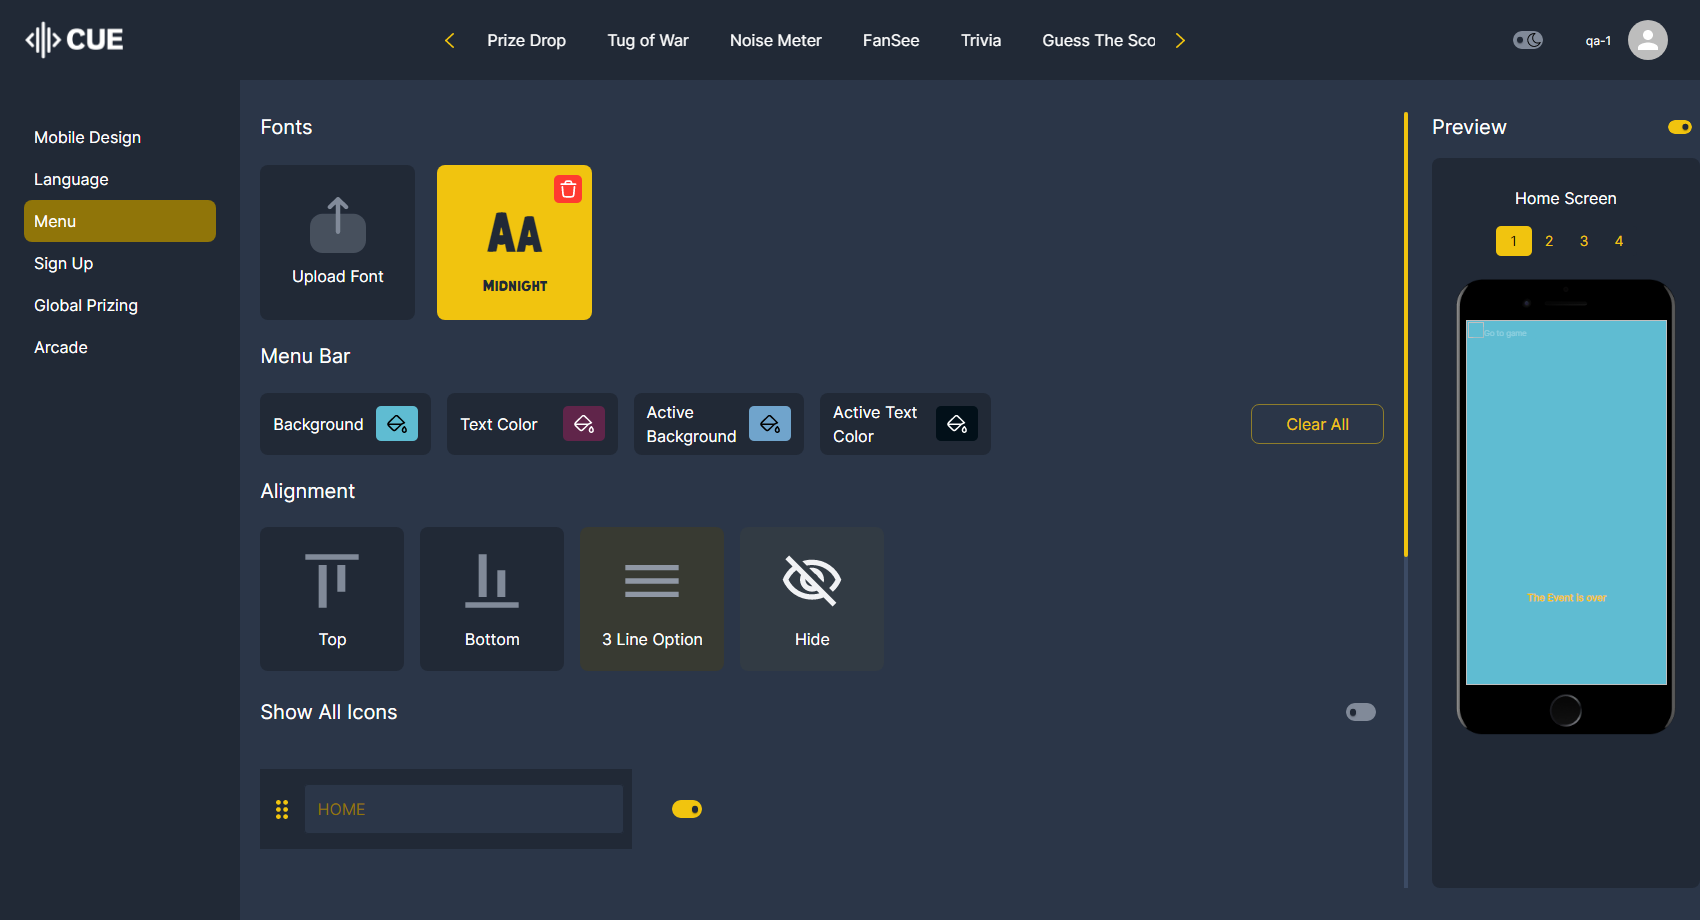 CUE
Prize Drop
Tug of War
Noise Meter
FanSee
Trivia
Guess The Sco
qa-1
Mobile Design
Language
Menu
Sign Up
Global Prizing
Arcade
Fonts
Upload Font
AA
MIDNIGHT
Menu Bar
Background
Text Color
Active
Background
Active Text
Color
Clear All
Alignment
Top
Bottom
3 Line Option
Hide
Show All Icons
HOME
Preview
Home Screen
1 2 3 4
Go to game
The Event is over